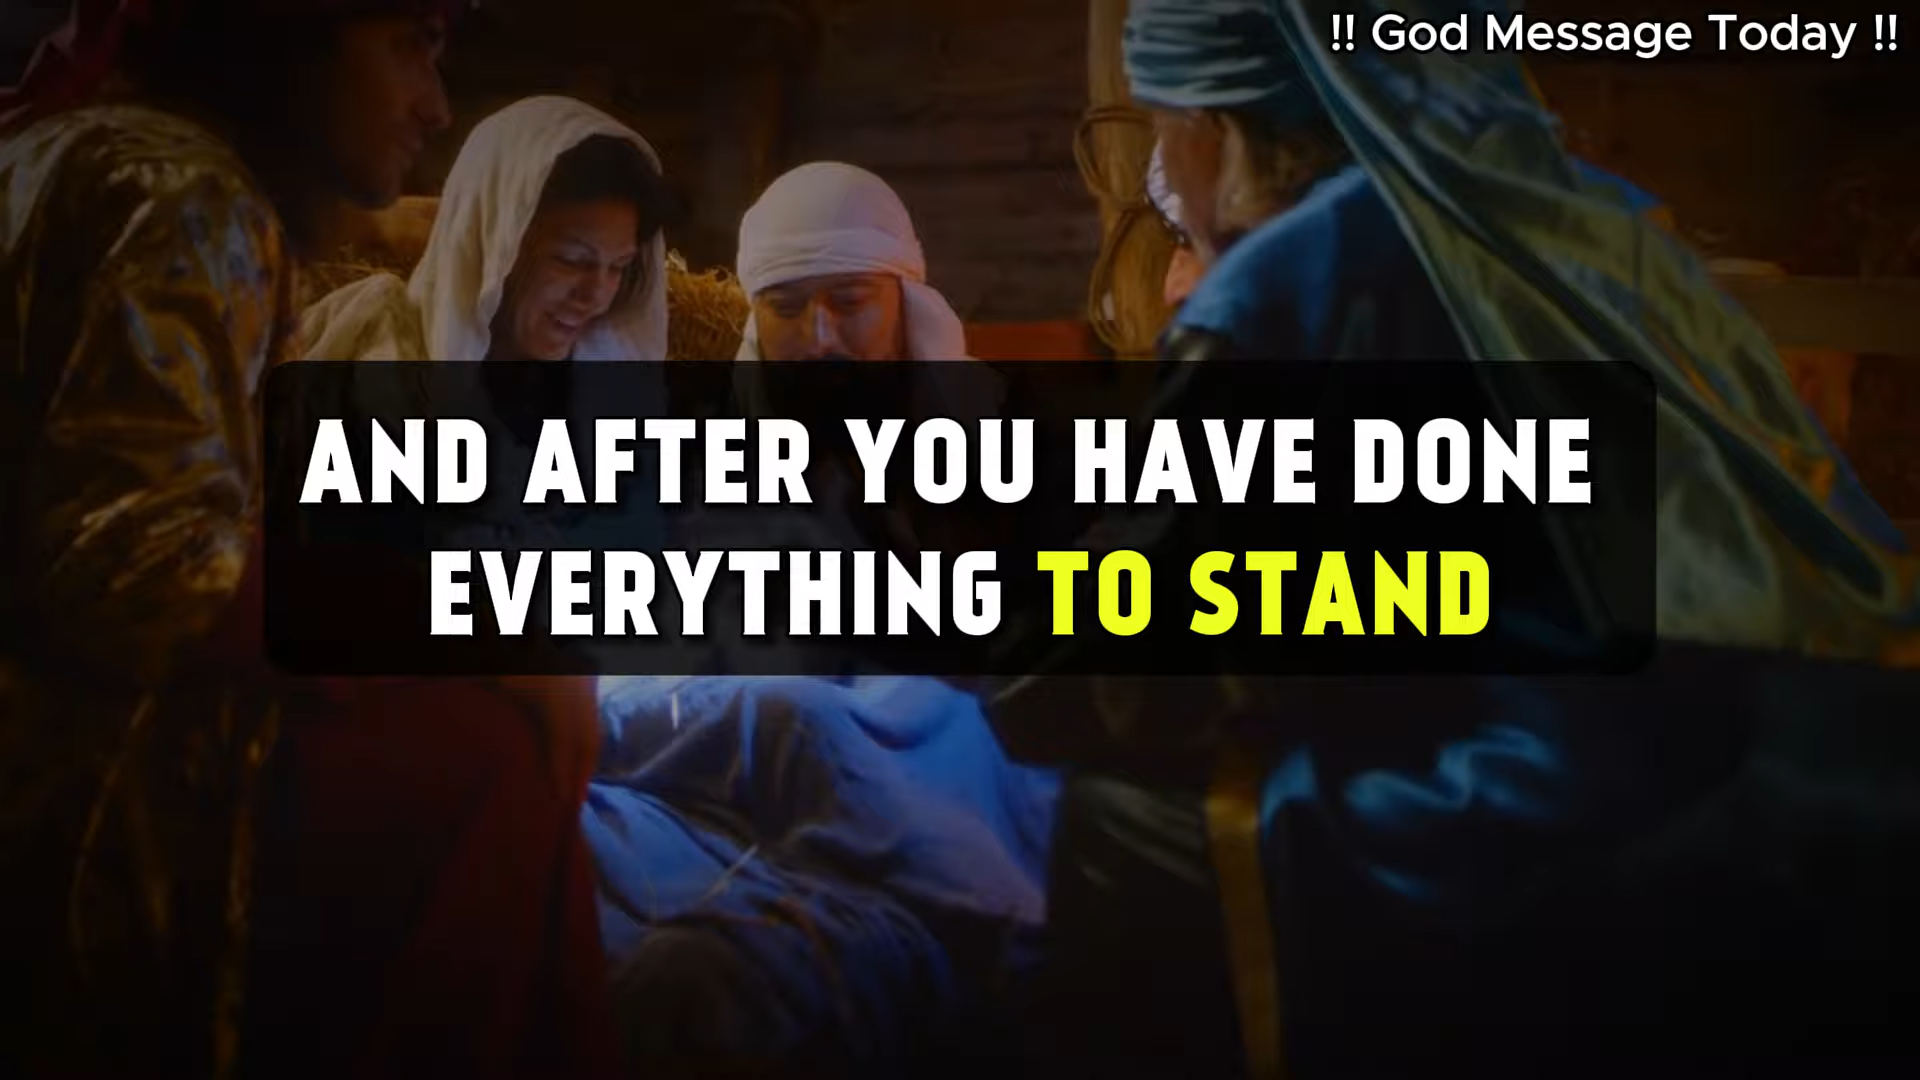 !! God Message Today !!
AND AFTER YOU HAVE DONE
EVERYTHING TO STAND